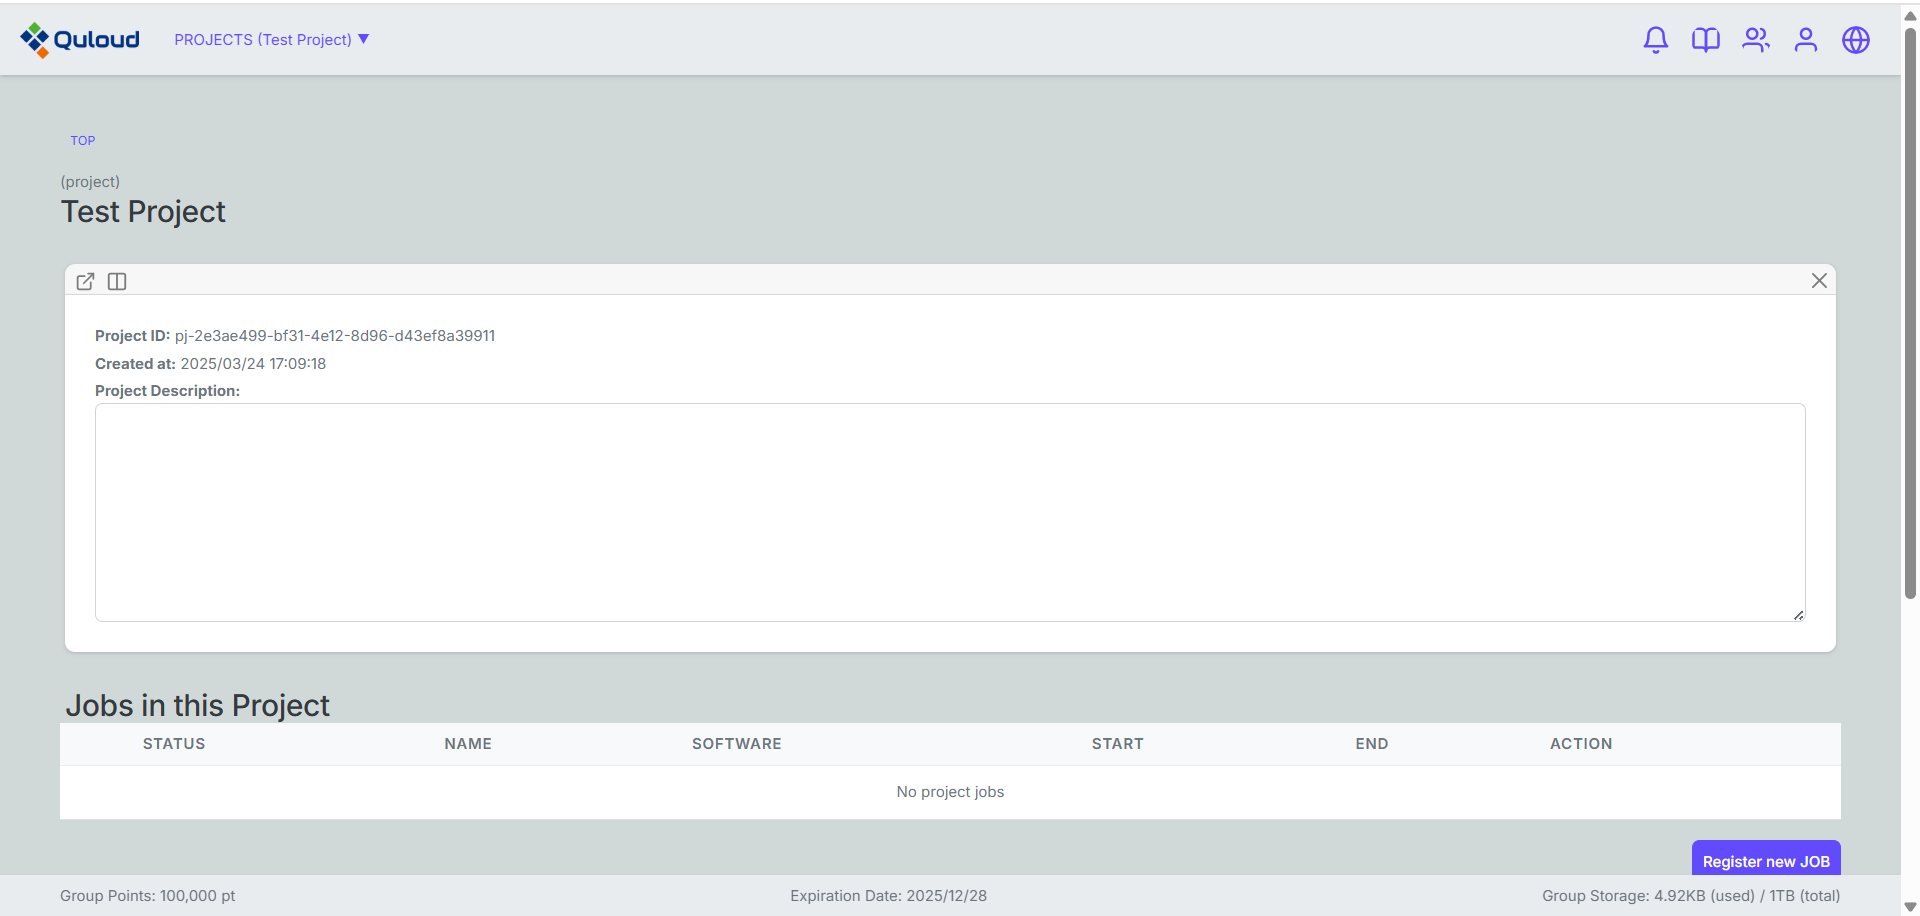 Quloud
PROJECTS (Test Project) ▼
TOP
(project)
Test Project
Project ID: pj-2e3ae499-bf31-4e12-8d96-d43ef8a39911
Created at: 2025/03/24 17:09:18
Project Description:
Jobs in this Project
STATUS NAME SOFTWARE START END ACTION
No project jobs
Register new JOB
Group Points: 100,000 pt Expiration Date: 2025/12/28 Group Storage: 4.92KB (used) / 1TB (total)